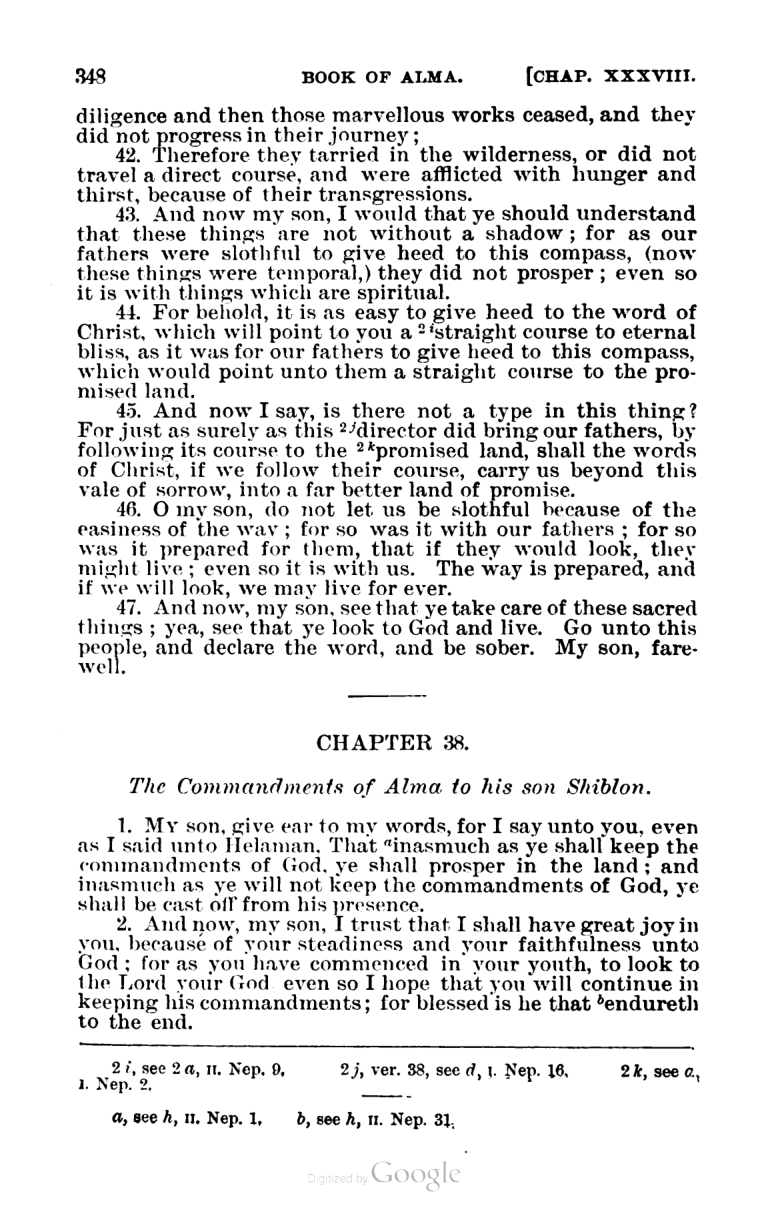 348 BOOK OF ALMA. [CHAP. XXXVIII.
diligence and then those marvellous works ceased, and they
did not progress in their journey;
42. Therefore they tarried in the wilderness, or did not
travel a direct course, and were afflicted with hunger and
thirst, because of their transgressions.
43. And now my son, I would that ye should understand
that these things are not without a shadow; for as our
fathers were slothful to give heed to this compass, (now
these things were temporal,) they did not prosper; even so
it is with things which are spiritual.
44. For behold, it is as easy to give heed to the word of
Christ, which will point to you a 2istraight course to eternal
bliss, as it was for our fathers to give heed to this compass,
which would point unto them a straight course to the pro-
mised land.
45. And now I say, is there not a type in this thing?
For just as surely as this 2jdirector did bring our fathers, by
following its course to the 2kpromised land, shall the words
of Christ, if we follow their course, carry us beyond this
vale of sorrow, into a far better land of promise.
46. O my son, do not let us be slothful because of the
easiness of the way; for so was it with our fathers; for so
was it prepared for them, that if they would look, they
might live; even so it is with us. The way is prepared, and
if we will look, we may live for ever.
47. And now, my son, see that ye take care of these sacred
things; yea, see that ye look to God and live. Go unto this
people, and declare the word, and be sober. My son, fare-
well.
CHAPTER 38.
The Commandments of Alma to his son Shiblon.
1. MY son, give ear to my words, for I say unto you, even
as I said unto Helaman, That ainasmuch as ye shall keep the
commandments of God, ye shall prosper in the land; and
inasmuch as ye will not keep the commandments of God, ye
shall be cast off from his presence.
2. And now, my son, I trust that I shall have great joy in
you, because of your steadiness and your faithfulness unto
God; for as you have commenced in your youth, to look to
the Lord your God even so I hope that you will continue in
keeping his commandments; for blessed is he that bendureth
to the end.
2 i, see 2 a, II. Nep. 9, 2 j, ver. 38, see d, I. Nep. 16, 2 k, see a,
I. Nep. 2,
a, see h, II. Nep. 1, b, see h, II. Nep. 31.
Digitized by Google